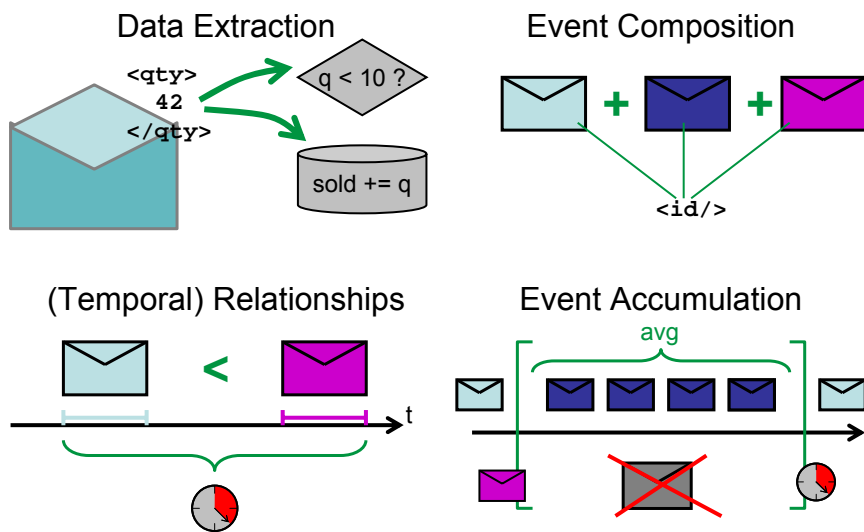 Data Extraction
<qty>
42
</qty>
q < 10 ?
sold += q
Event Composition
+ +
<id/>
(Temporal) Relationships
<
t
Event Accumulation
avg